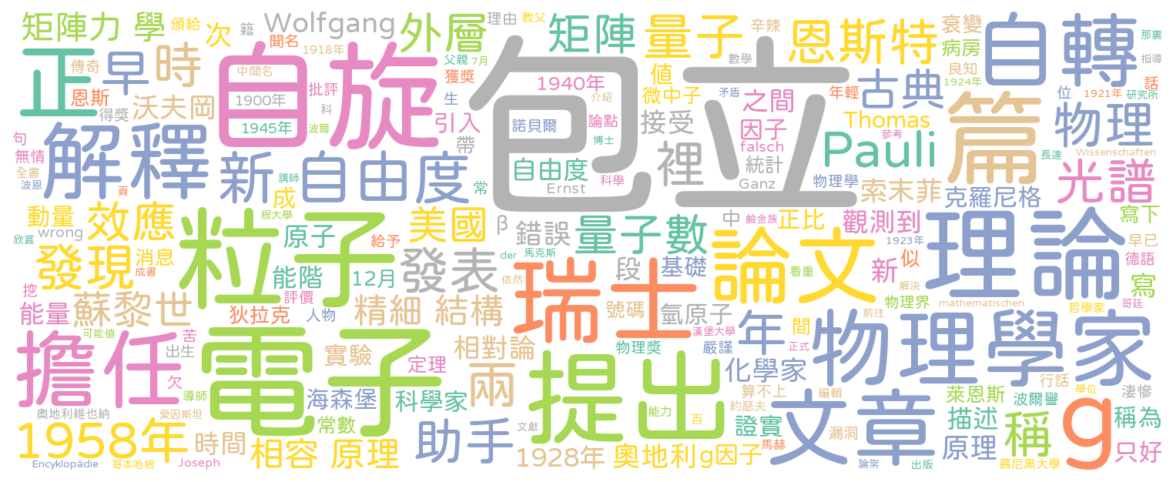 矩陣力 學
傳奇
恩斯
中間名
得獎
正
早
時
沃夫岡
1900年
1945年
頒給
次
籍
聞名
1918年
父親
7月
批評
獲獎
科
生
波爾
引入
帶
Wolfgang
理由
教父
外層
自旋
包立
1940年
諾貝爾
介紹
論點
博士
科學
自由度
Ernst
矩陣
量子
辛辣
數學
值
微中子
矛盾
之間
接受
因子
falsch
裡
統計
Ganz
物理學
恩斯特
年輕
古典
Thomas
Pauli
參考
索末菲
衰變
病房
良知
1924年
自轉
那裏
指導
話
位
1921年
研究所
篇
物理
長達
Wissenschaften
光譜
克羅尼格
句
無情
全書
波恩
頁
解釋
新
講師
自由度
常
成
根大學
動量
效應
wrong
欣賞
發現
消息
成書
挖
能量
蘇黎世
可能值
粒子
原子
給予
能階
12月
評價
狄拉克
人物
美國
β
der
馬克斯
錯誤
發表
依然
精細 結構
量子數
中
鹼金族
正比
段
基礎
瑞士
號碼
氫原子
漢堡大學
論文
看重
觀測到
1923年
新
似
解決
物理界
寫下
早已
德語
寫
哲學家
哥廷
mathematischen
理論
前往
擔任
苦
出生
欠
導師
奧地利維也納
愛因斯坦
電子
實驗
定理
海森堡
科學家
常數
相對論
兩
物理獎
嚴謹
年
間
正式
化學家
物理學家
行話
學位
萊恩斯
波爾
譽
淒慘
1958年
Encyklopädie
哥本哈根
Joseph
時間
相容 原理
助手
文獻
1928年
提出
能力
百
奧地利
g因子
算不上
編輯
約瑟夫
證實
馬赫
文章
漏洞
論常
出版
描述
原理
稱
慕尼黑大學
g
稱為
只好